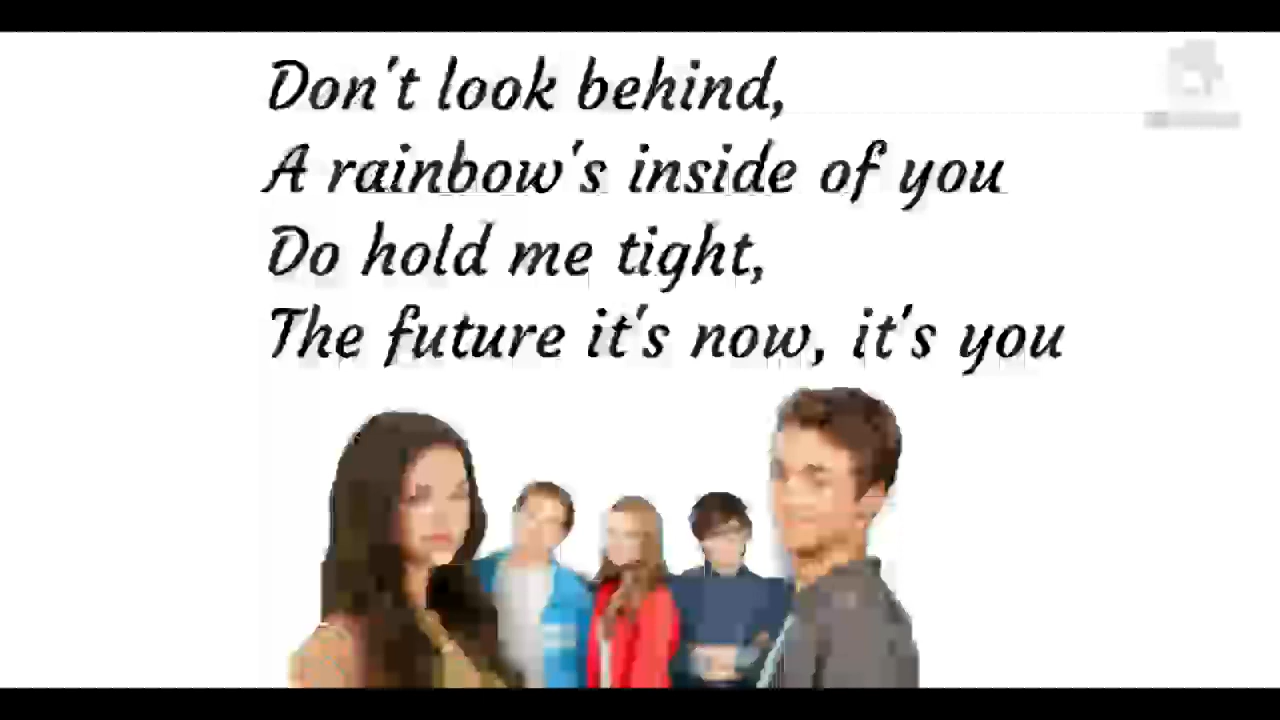 Don't look behind,
A rainbow's inside of you
Do hold me tight,
The future it's now, it's you